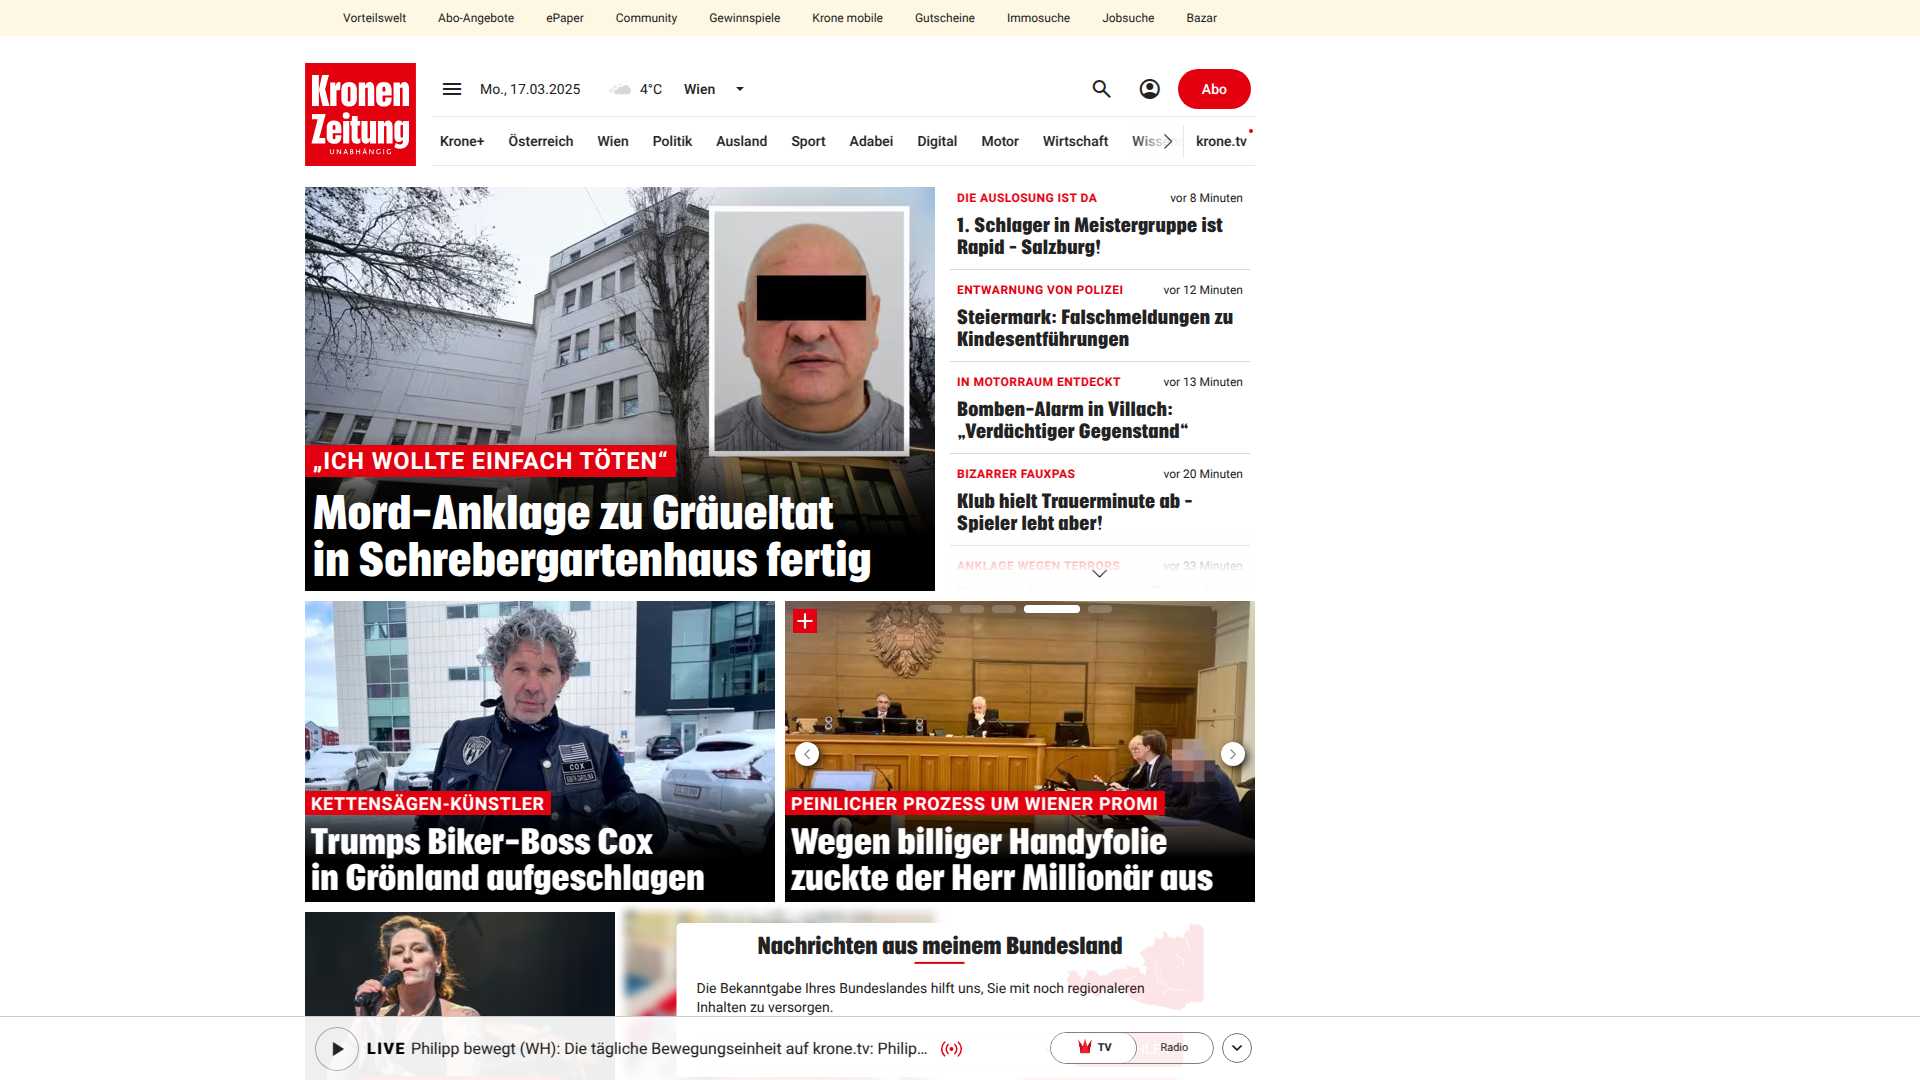 Vorteilswelt Abo-Angebote ePaper Community Gewinnspiele Krone mobile Gutscheine Immosuche Jobsuche Bazar
Kronen
Zeitung
UNABHÄNGIG
Mo., 17.03.2025 4°C Wien Abo
Krone+ Österreich Wien Politik Ausland Sport Adabei Digital Motor Wirtschaft krone.tv
„ICH WOLLTE EINFACH TÖTEN“
Mord-Anklage zu Gräueltat
in Schrebergartenhaus fertig
DIE AUSLOSUNG IST DA vor 8 Minuten
1. Schlager in Meistergruppe ist
Rapid - Salzburg!
ENTWARNUNG VON POLIZEI vor 12 Minuten
Steiermark: Falschmeldungen zu
Kindesentführungen
IN MOTORRAUM ENTDECKT vor 13 Minuten
Bomben-Alarm in Villach:
„Verdächtiger Gegenstand“
BIZARRER FAUXPAS vor 20 Minuten
Klub hielt Trauerminute ab -
Spieler lebt aber!
ANKLAGE WEGEN TERRORS vor 33 Minuten
COX
KETTENSÄGEN-KÜNSTLER
Trumps Biker-Boss Cox
in Grönland aufgeschlagen
PEINLICHER PROZESS UM WIENER PROMI
Wegen billiger Handyfolie
zuckte der Herr Millionär aus
Nachrichten aus meinem Bundesland
Die Bekanntgabe Ihres Bundeslandes hilft uns, Sie mit noch regionaleren
Inhalten zu versorgen.
LIVE Philipp bewegt (WH): Die tägliche Bewegungseinheit auf krone.tv: Philip... TV Radio